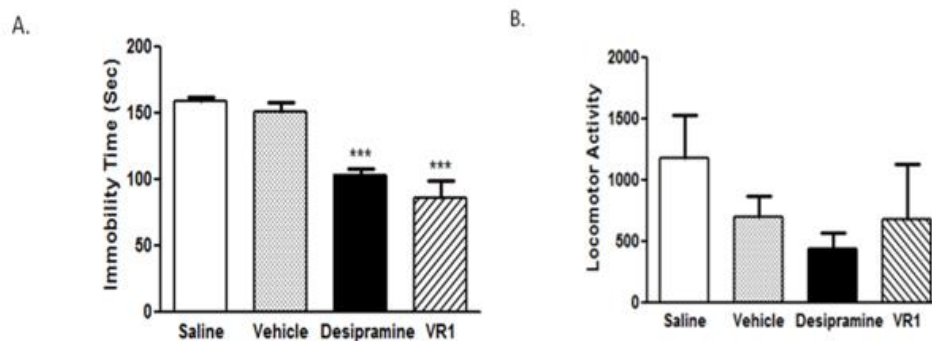 A.
Immobility Time (Sec)
200
150
100
50
0
***
***
Saline Vehicle Desipramine VR1
B.
Locomotor Activity
2000
1500
1000
500
0
Saline Vehicle Desipramine VR1